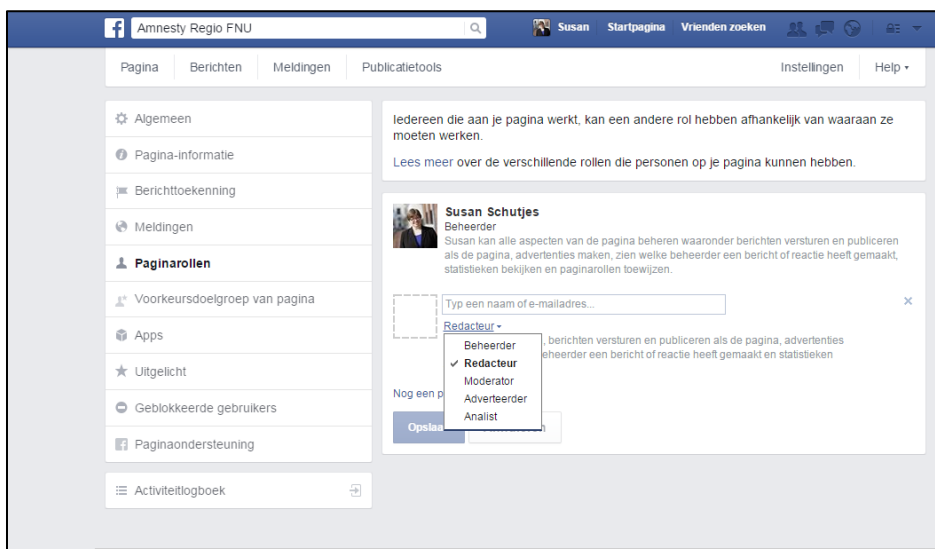 Amnesty Regio FNU
Susan Startpagina Vrienden zoeken
Pagina Berichten Meldingen Publicatietools Instellingen Help
Algemeen
Pagina-informatie
Berichttoekenning
Meldingen
Paginarollen
Voorkeursdoelgroep van pagina
Apps
Uitgelicht
Geblokkeerde gebruikers
Paginaondersteuning
Activiteitlogboek
Iedereen die aan je pagina werkt, kan een andere rol hebben afhankelijk van waaraan ze
moeten werken.
Lees meer over de verschillende rollen die personen op je pagina kunnen hebben.
Susan Schutjes
Beheerder
Susan kan alle aspecten van de pagina beheren waaronder berichten versturen en publiceren
als de pagina, advertenties maken, zien welke beheerder een bericht of reactie heeft gemaakt,
statistieken bekijken en paginarollen toewijzen.
Typ een naam of e-mailadres...
Redacteur
, berichten versturen en publiceren als de pagina, advertenties
eheerder een bericht of reactie heeft gemaakt en statistieken
Beheerder
Redacteur
Moderator
Adverteerder
Analist
Nog een p
Opslaa